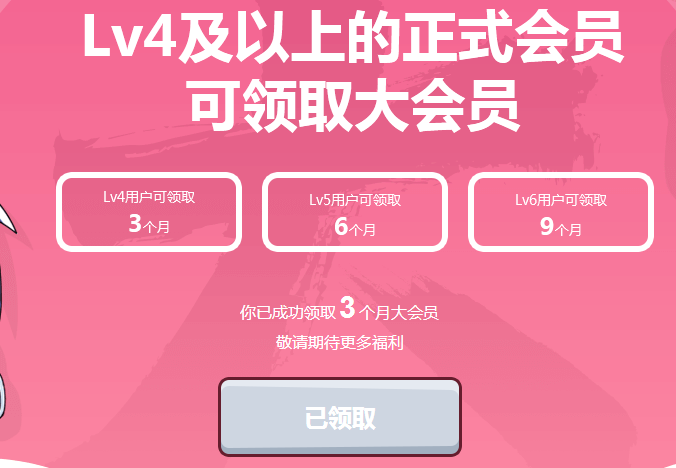 Lv4及以上的正式会员
可领取大会员
Lv4用户可领取
3个月
Lv5用户可领取
6个月
Lv6用户可领取
9个月
你已成功领取 3 个月大会员
敬请期待更多福利
已领取